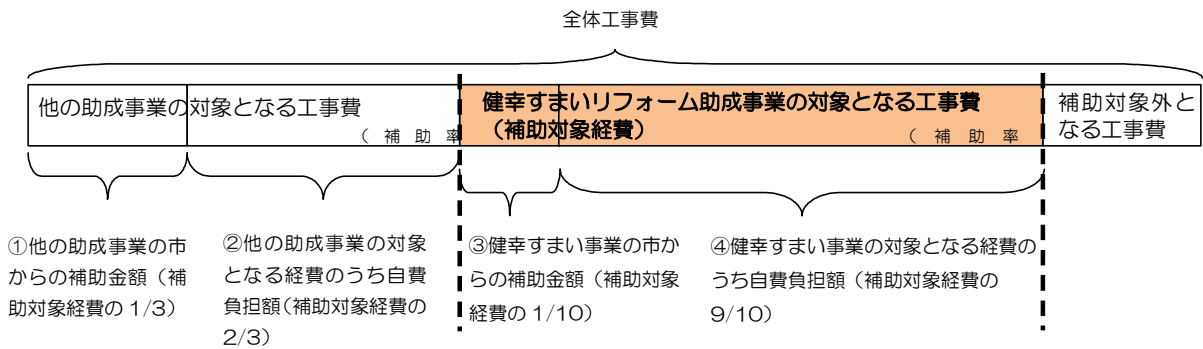 全体工事費
他の助成事業の対象となる工事費
（ 補 助 率
健幸すまいリフォーム助成事業の対象となる工事費
（補助対象経費）
（ 補 助 率
補助対象外と
なる工事費
①他の助成事業の市
からの補助金額（補
助対象経費の 1/3）
②他の助成事業の対象
となる経費のうち自費
負担額（補助対象経費の
2/3）
③健幸すまい事業の市か
らの補助金額（補助対象
経費の 1/10）
④健幸すまい事業の対象となる経費の
うち自費負担額（補助対象経費の
9/10）